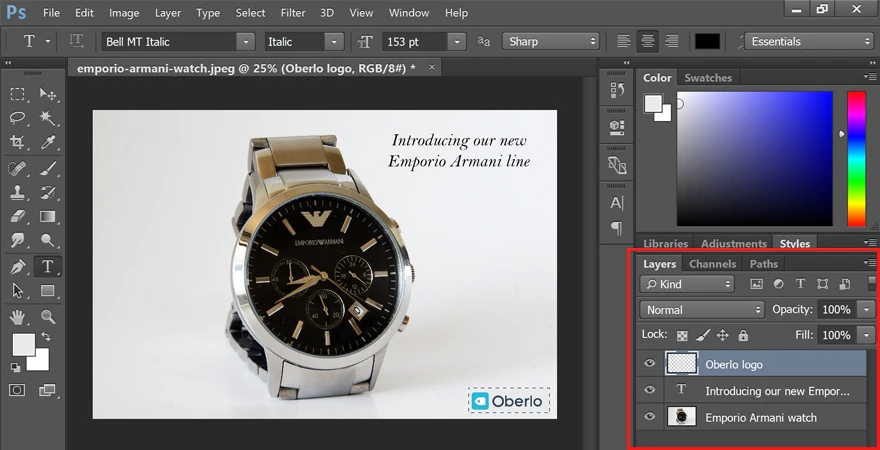 Ps File Edit Image Layer Type Select Filter 3D View Window Help
T Bell MT Italic Italic 153 pt Sharp Essentials
emporio-armani-watch.jpeg @ 25% (Oberlo logo, RGB/8#) *
Introducing our new
Emporio Armani line
EMPORIO ARMANI
Oberlo
Color Swatches
Libraries Adjustments Styles
Layers Channels Paths
Kind
Normal Opacity: 100%
Lock: Fill: 100%
Oberlo logo
T Introducing our new Empor...
Emporio Armani watch